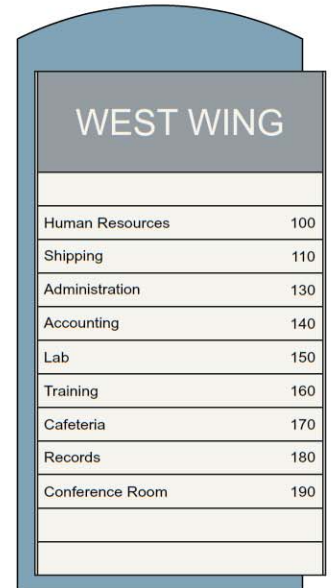 WEST WING
Human Resources 100
Shipping 110
Administration 130
Accounting 140
Lab 150
Training 160
Cafeteria 170
Records 180
Conference Room 190